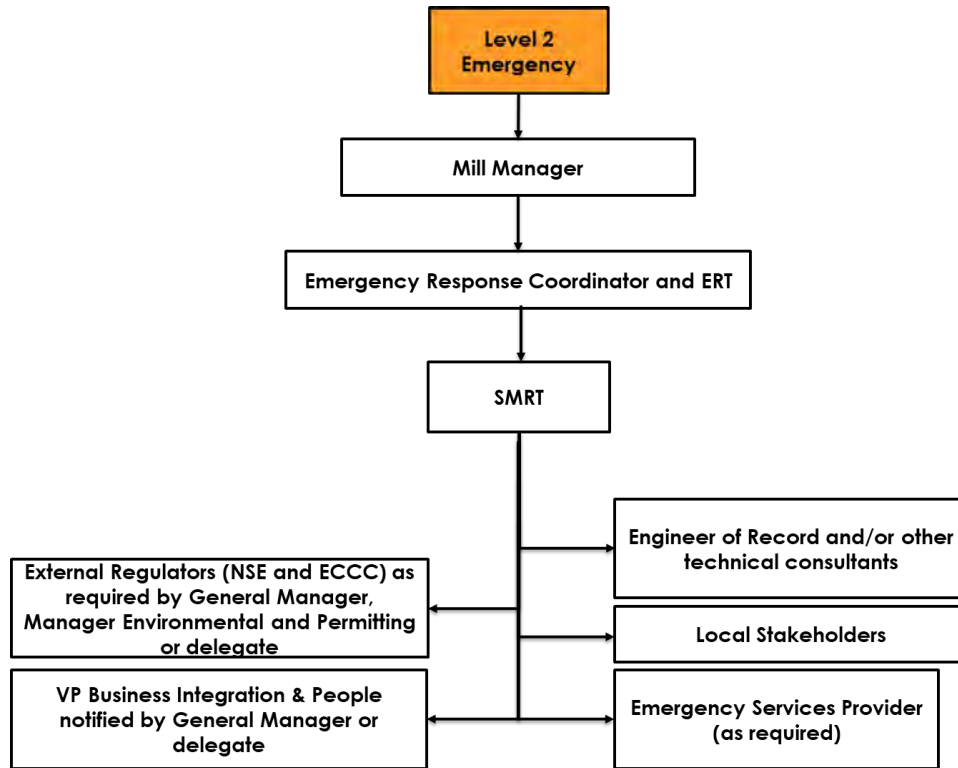 Level 2
Emergency
Mill Manager
Emergency Response Coordinator and ERT
SMRT
Engineer of Record and/or other
technical consultants
External Regulators (NSE and ECCC) as
required by General Manager,
Manager Environmental and Permitting
or delegate
Local Stakeholders
VP Business Integration & People
notified by General Manager or
delegate
Emergency Services Provider
(as required)